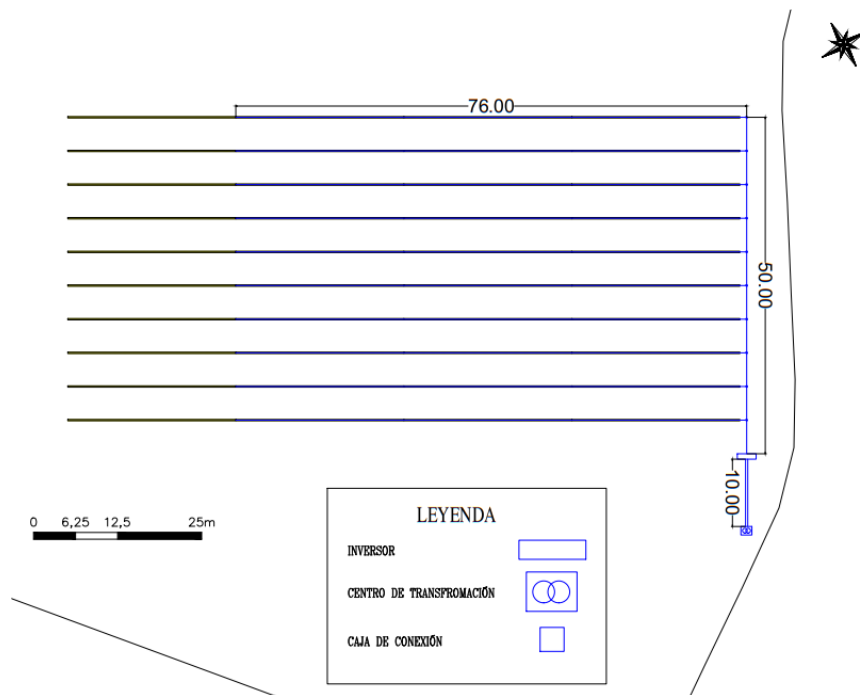 76.00
50.00
10.00
0 6,25 12,5 25m
LEYENDA
INVERSOR
CENTRO DE TRANSFROMACIÓN
CAJA DE CONEXIÓN